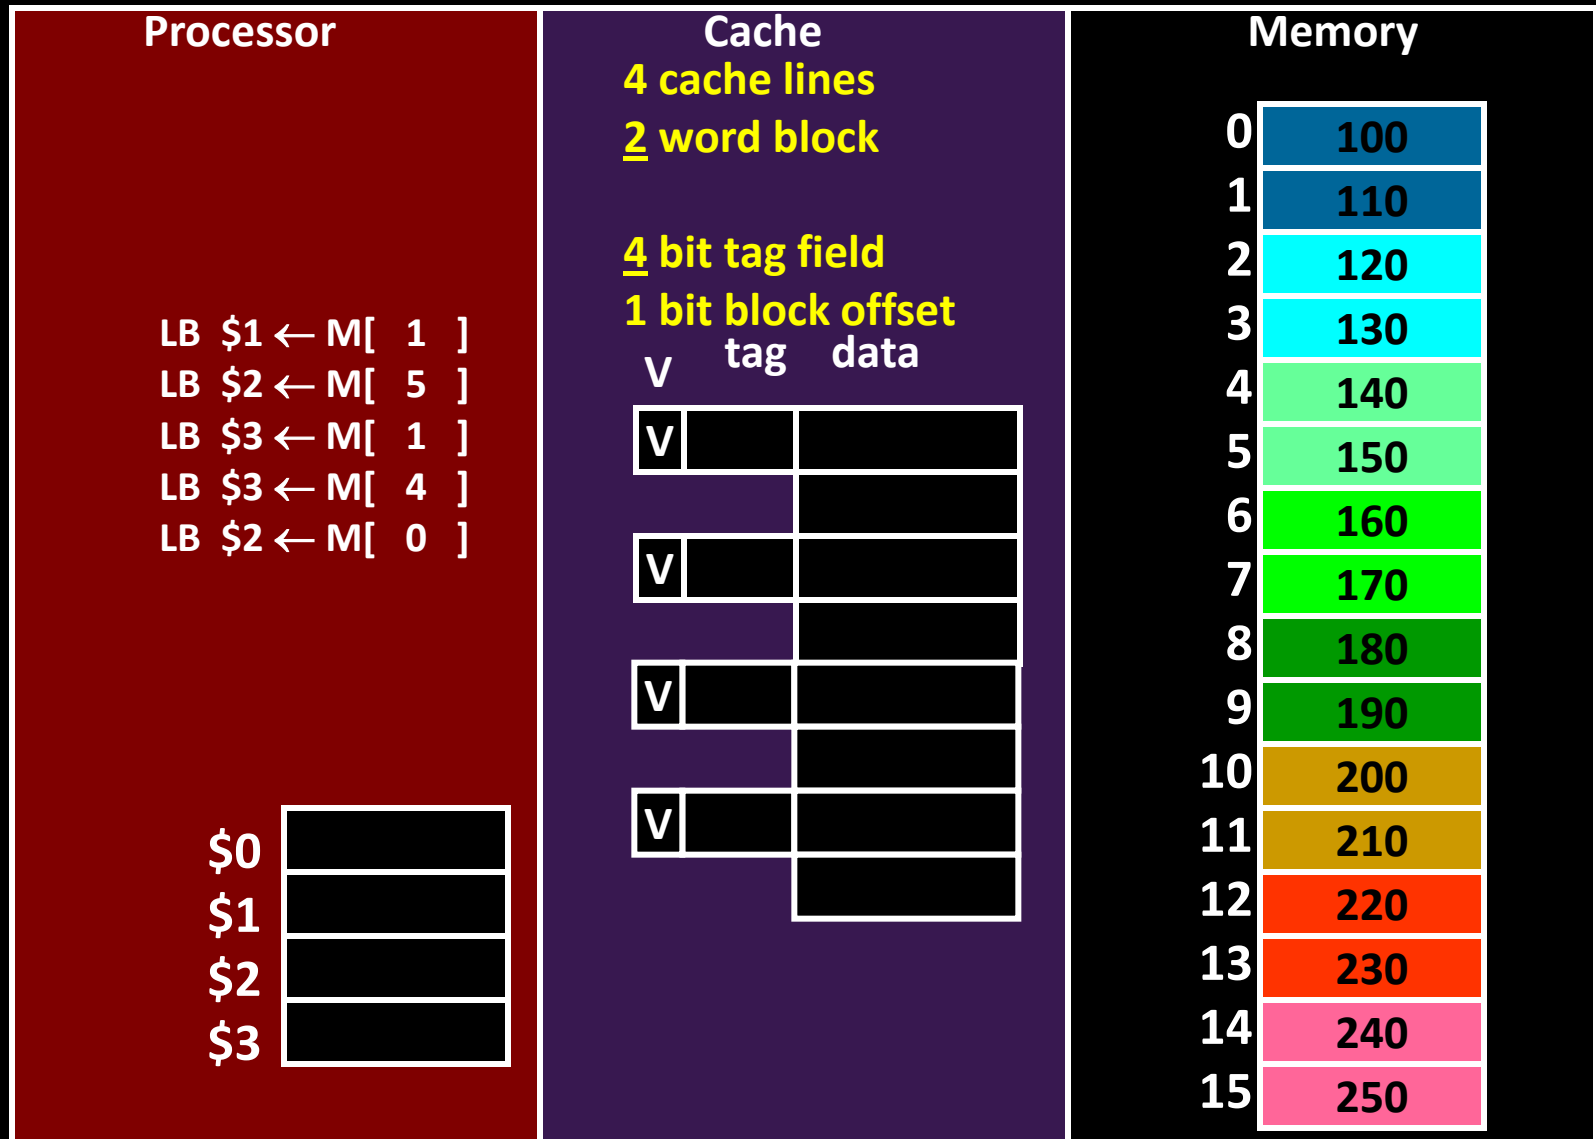 Processor
LB $1 ← M[ 1 ]
LB $2 ← M[ 5 ]
LB $3 ← M[ 1 ]
LB $3 ← M[ 4 ]
LB $2 ← M[ 0 ]
$0
$1
$2
$3
Cache
4 cache lines
2 word block
4 bit tag field
1 bit block offset
V tag data
V
V
V
V
Memory
0 100
1 110
2 120
3 130
4 140
5 150
6 160
7 170
8 180
9 190
10 200
11 210
12 220
13 230
14 240
15 250